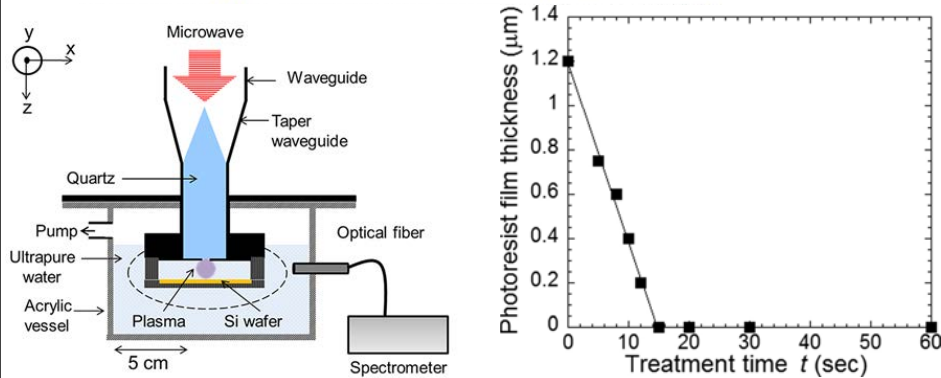 y
x
z
Microwave
Waveguide
Taper
waveguide
Quartz
Pump
Ultrapure
water
Acrylic
vessel
Optical fiber
Plasma
Si wafer
5 cm
Spectrometer
Photoresist film thickness (μm)
1.4
1.2
1
0.8
0.6
0.4
0.2
0
0 10 20 30 40 50 60
Treatment time t (sec)